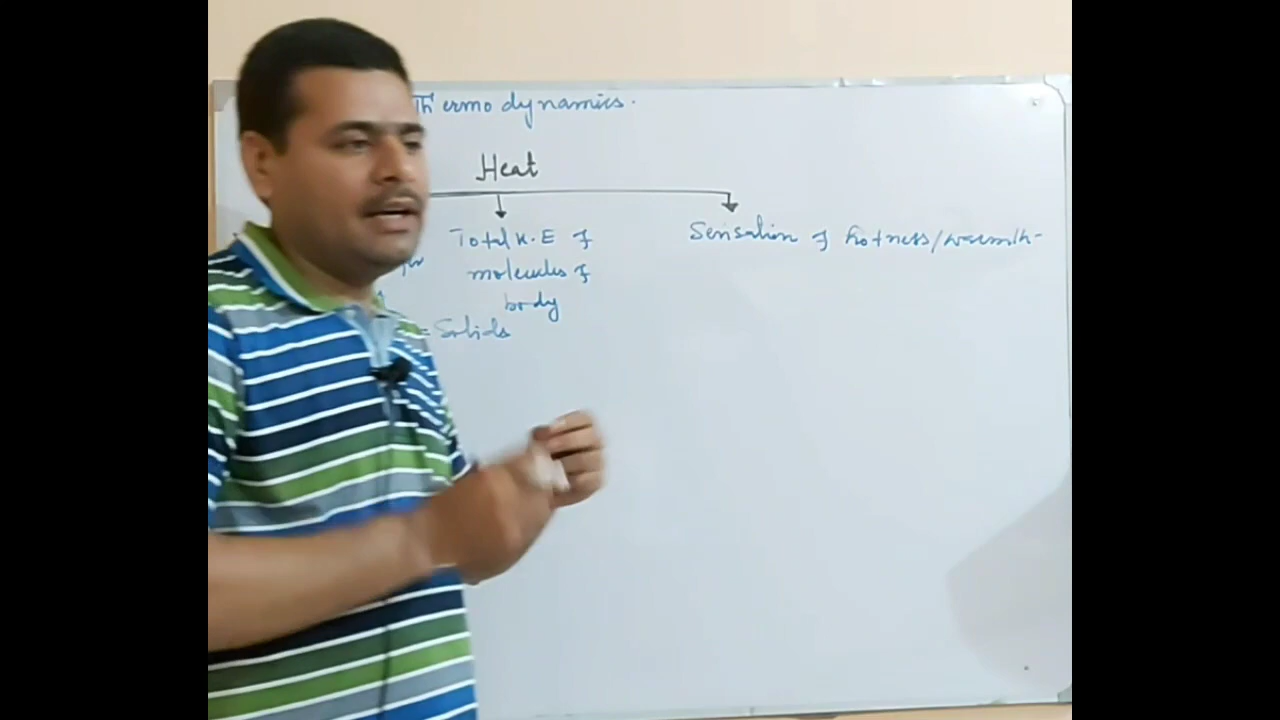 Thermodynamics.
Heat
Total K.E of
molecules of
body
= Solids
Sensation of hotness/warmth-